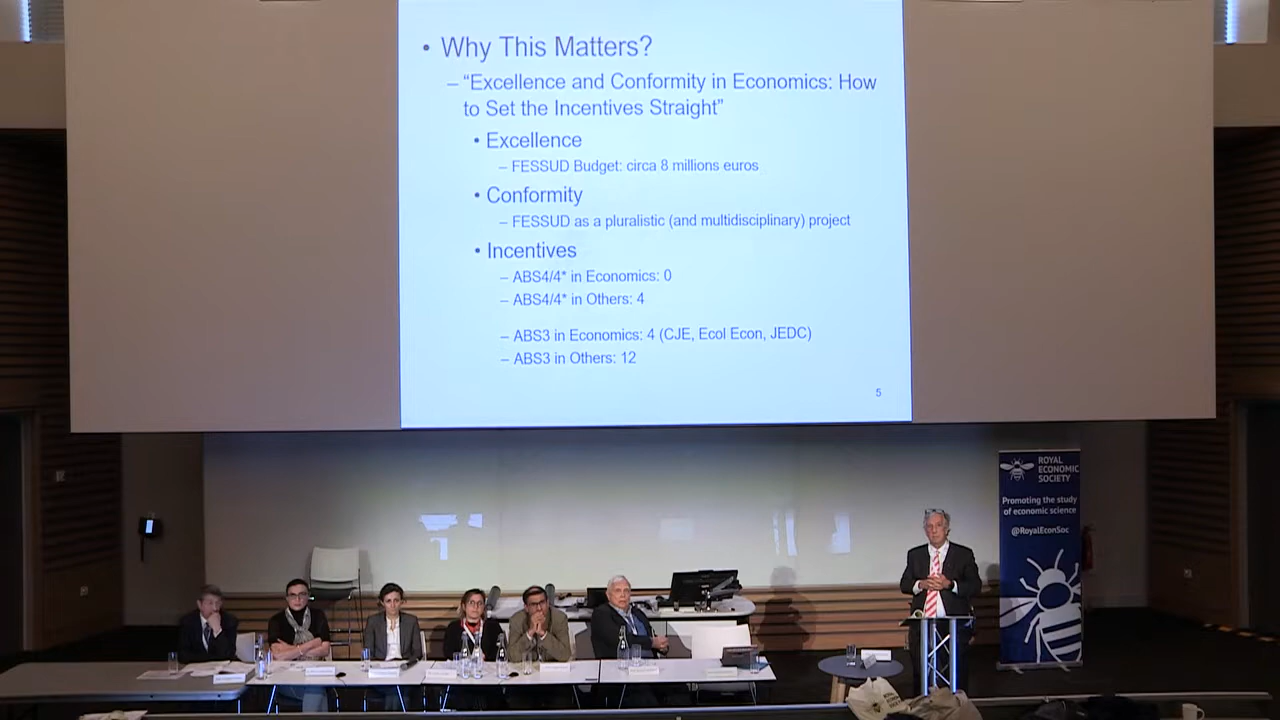 • Why This Matters?
– “Excellence and Conformity in Economics: How
to Set the Incentives Straight”
• Excellence
– FESSUD Budget: circa 8 millions euros
• Conformity
– FESSUD as a pluralistic (and multidisciplinary) project
• Incentives
– ABS4/4* in Economics: 0
– ABS4/4* in Others: 4
– ABS3 in Economics: 4 (CJE, Ecol Econ, JEDC)
– ABS3 in Others: 12
5
ROYAL
ECONOMIC
SOCIETY
Promoting the study
of economic science
@RoyalEconSoc